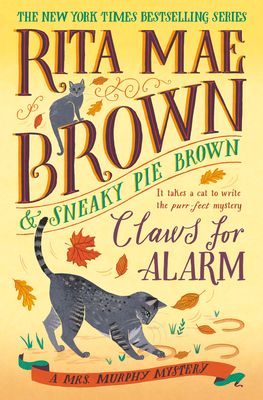 THE NEW YORK TIMES BESTSELLING SERIES
RITA MAE
BROWN
& SNEAKY PIE BROWN
It takes a cat to write
the purr-fect mystery
Claws for
ALARM
A MRS. MURPHY MYSTERY